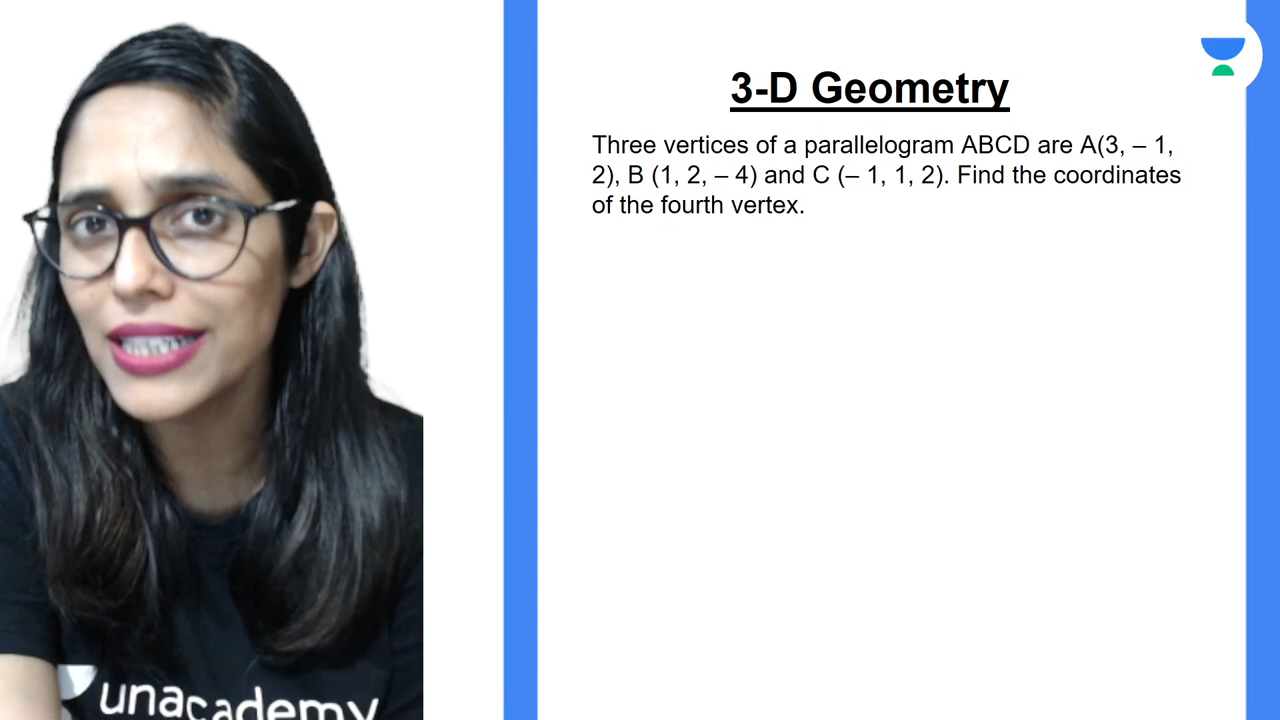 3-D Geometry
Three vertices of a parallelogram ABCD are A(3, – 1,
2), B (1, 2, – 4) and C (– 1, 1, 2). Find the coordinates
of the fourth vertex.
unacademy